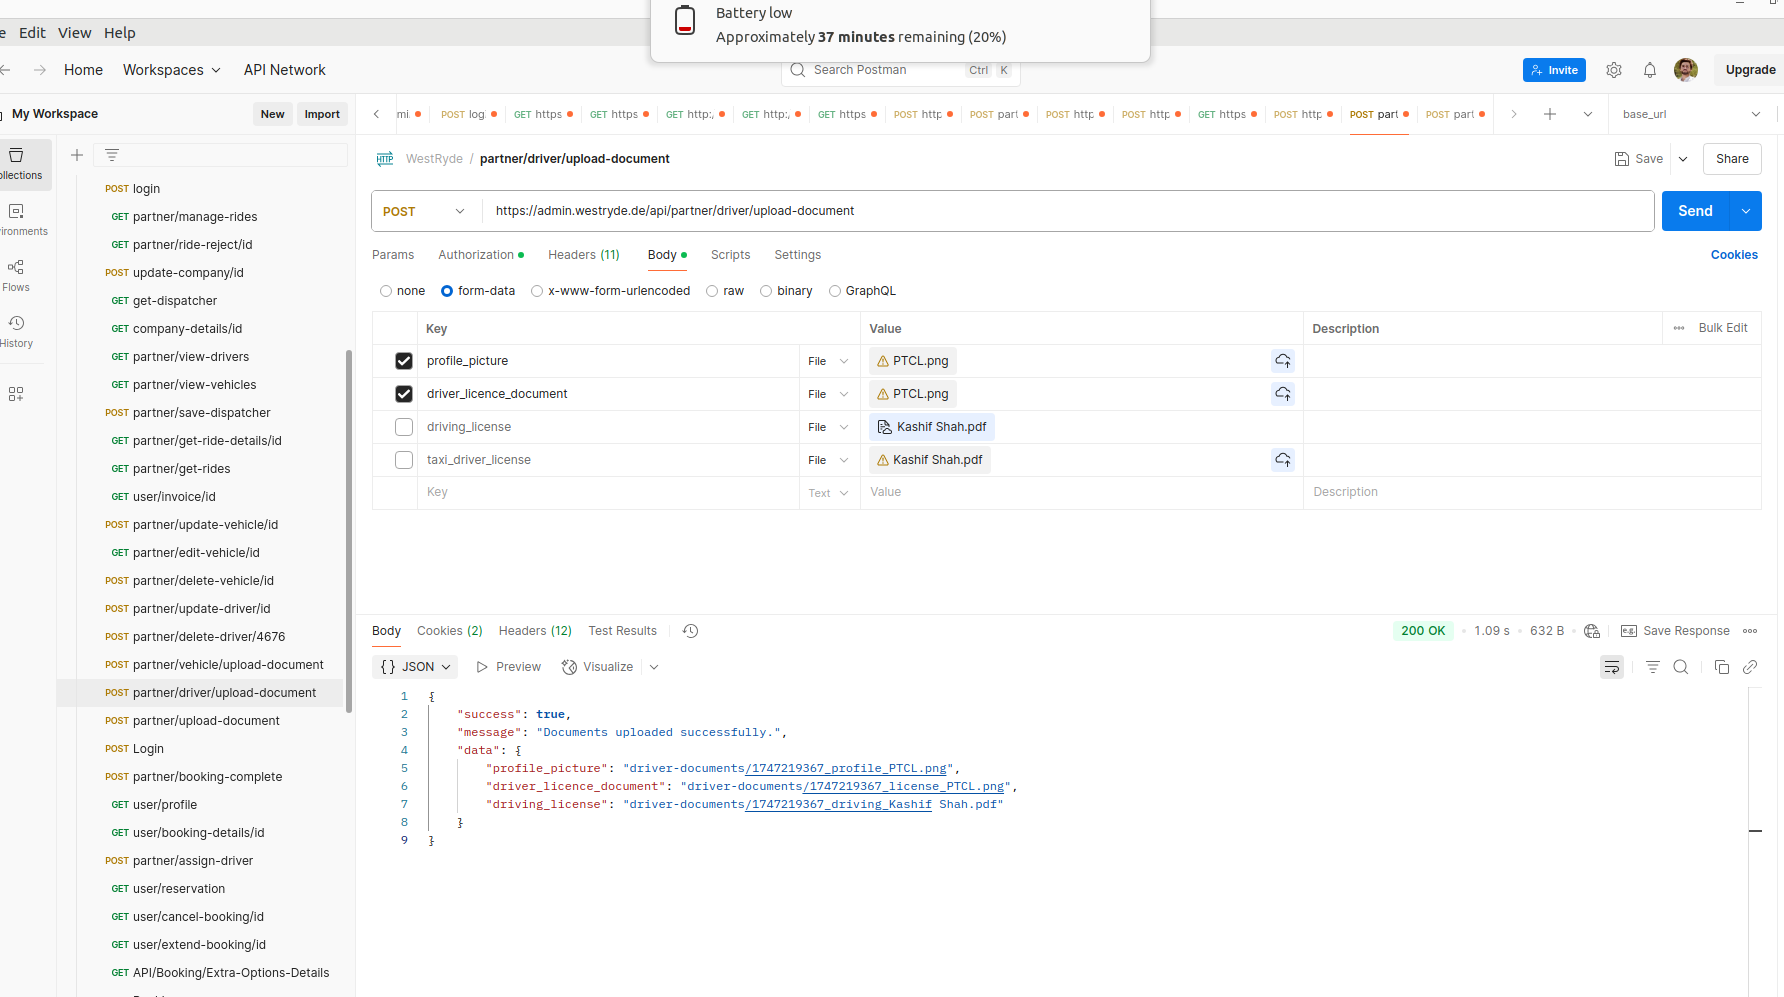 Battery low
Approximately 37 minutes remaining (20%)
e Edit View Help
Home Workspaces API Network
Search Postman Ctrl K
Invite
Upgrade
My Workspace New Import
mi. POST log. GET https GET https GET http:, GET http:, GET https POST http POST part POST http POST http GET https POST http POST part POST part
base_url
ollections
ironments
Flows
History
POST login
GET partner/manage-rides
GET partner/ride-reject/id
POST update-company/id
GET get-dispatcher
GET company-details/id
GET partner/view-drivers
GET partner/view-vehicles
POST partner/save-dispatcher
GET partner/get-ride-details/id
GET partner/get-rides
GET user/invoice/id
POST partner/update-vehicle/id
GET partner/edit-vehicle/id
POST partner/delete-vehicle/id
POST partner/update-driver/id
POST partner/delete-driver/4676
POST partner/vehicle/upload-document
POST partner/driver/upload-document
POST partner/upload-document
POST Login
POST partner/booking-complete
GET user/profile
GET user/booking-details/id
POST partner/assign-driver
GET user/reservation
GET user/cancel-booking/id
GET user/extend-booking/id
GET API/Booking/Extra-Options-Details
HTTP WestRyde / partner/driver/upload-document
Save Share
POST https://admin.westryde.de/api/partner/driver/upload-document Send
Params Authorization Headers (11) Body Scripts Settings Cookies
none form-data x-www-form-urlencoded raw binary GraphQL
Key Value Description Bulk Edit
profile_picture File PTCL.png
driver_licence_document File PTCL.png
driving_license File Kashif Shah.pdf
taxi_driver_license File Kashif Shah.pdf
Key Text Value Description
Body Cookies (2) Headers (12) Test Results
200 OK 1.09 s 632 B e.g. Save Response
{} JSON Preview Visualize
1 {
2 "success": true,
3 "message": "Documents uploaded successfully.",
4 "data": {
5 "profile_picture": "driver-documents/1747219367_profile_PTCL.png",
6 "driver_licence_document": "driver-documents/1747219367_license_PTCL.png",
7 "driving_license": "driver-documents/1747219367_driving_Kashif Shah.pdf"
8 }
9 }